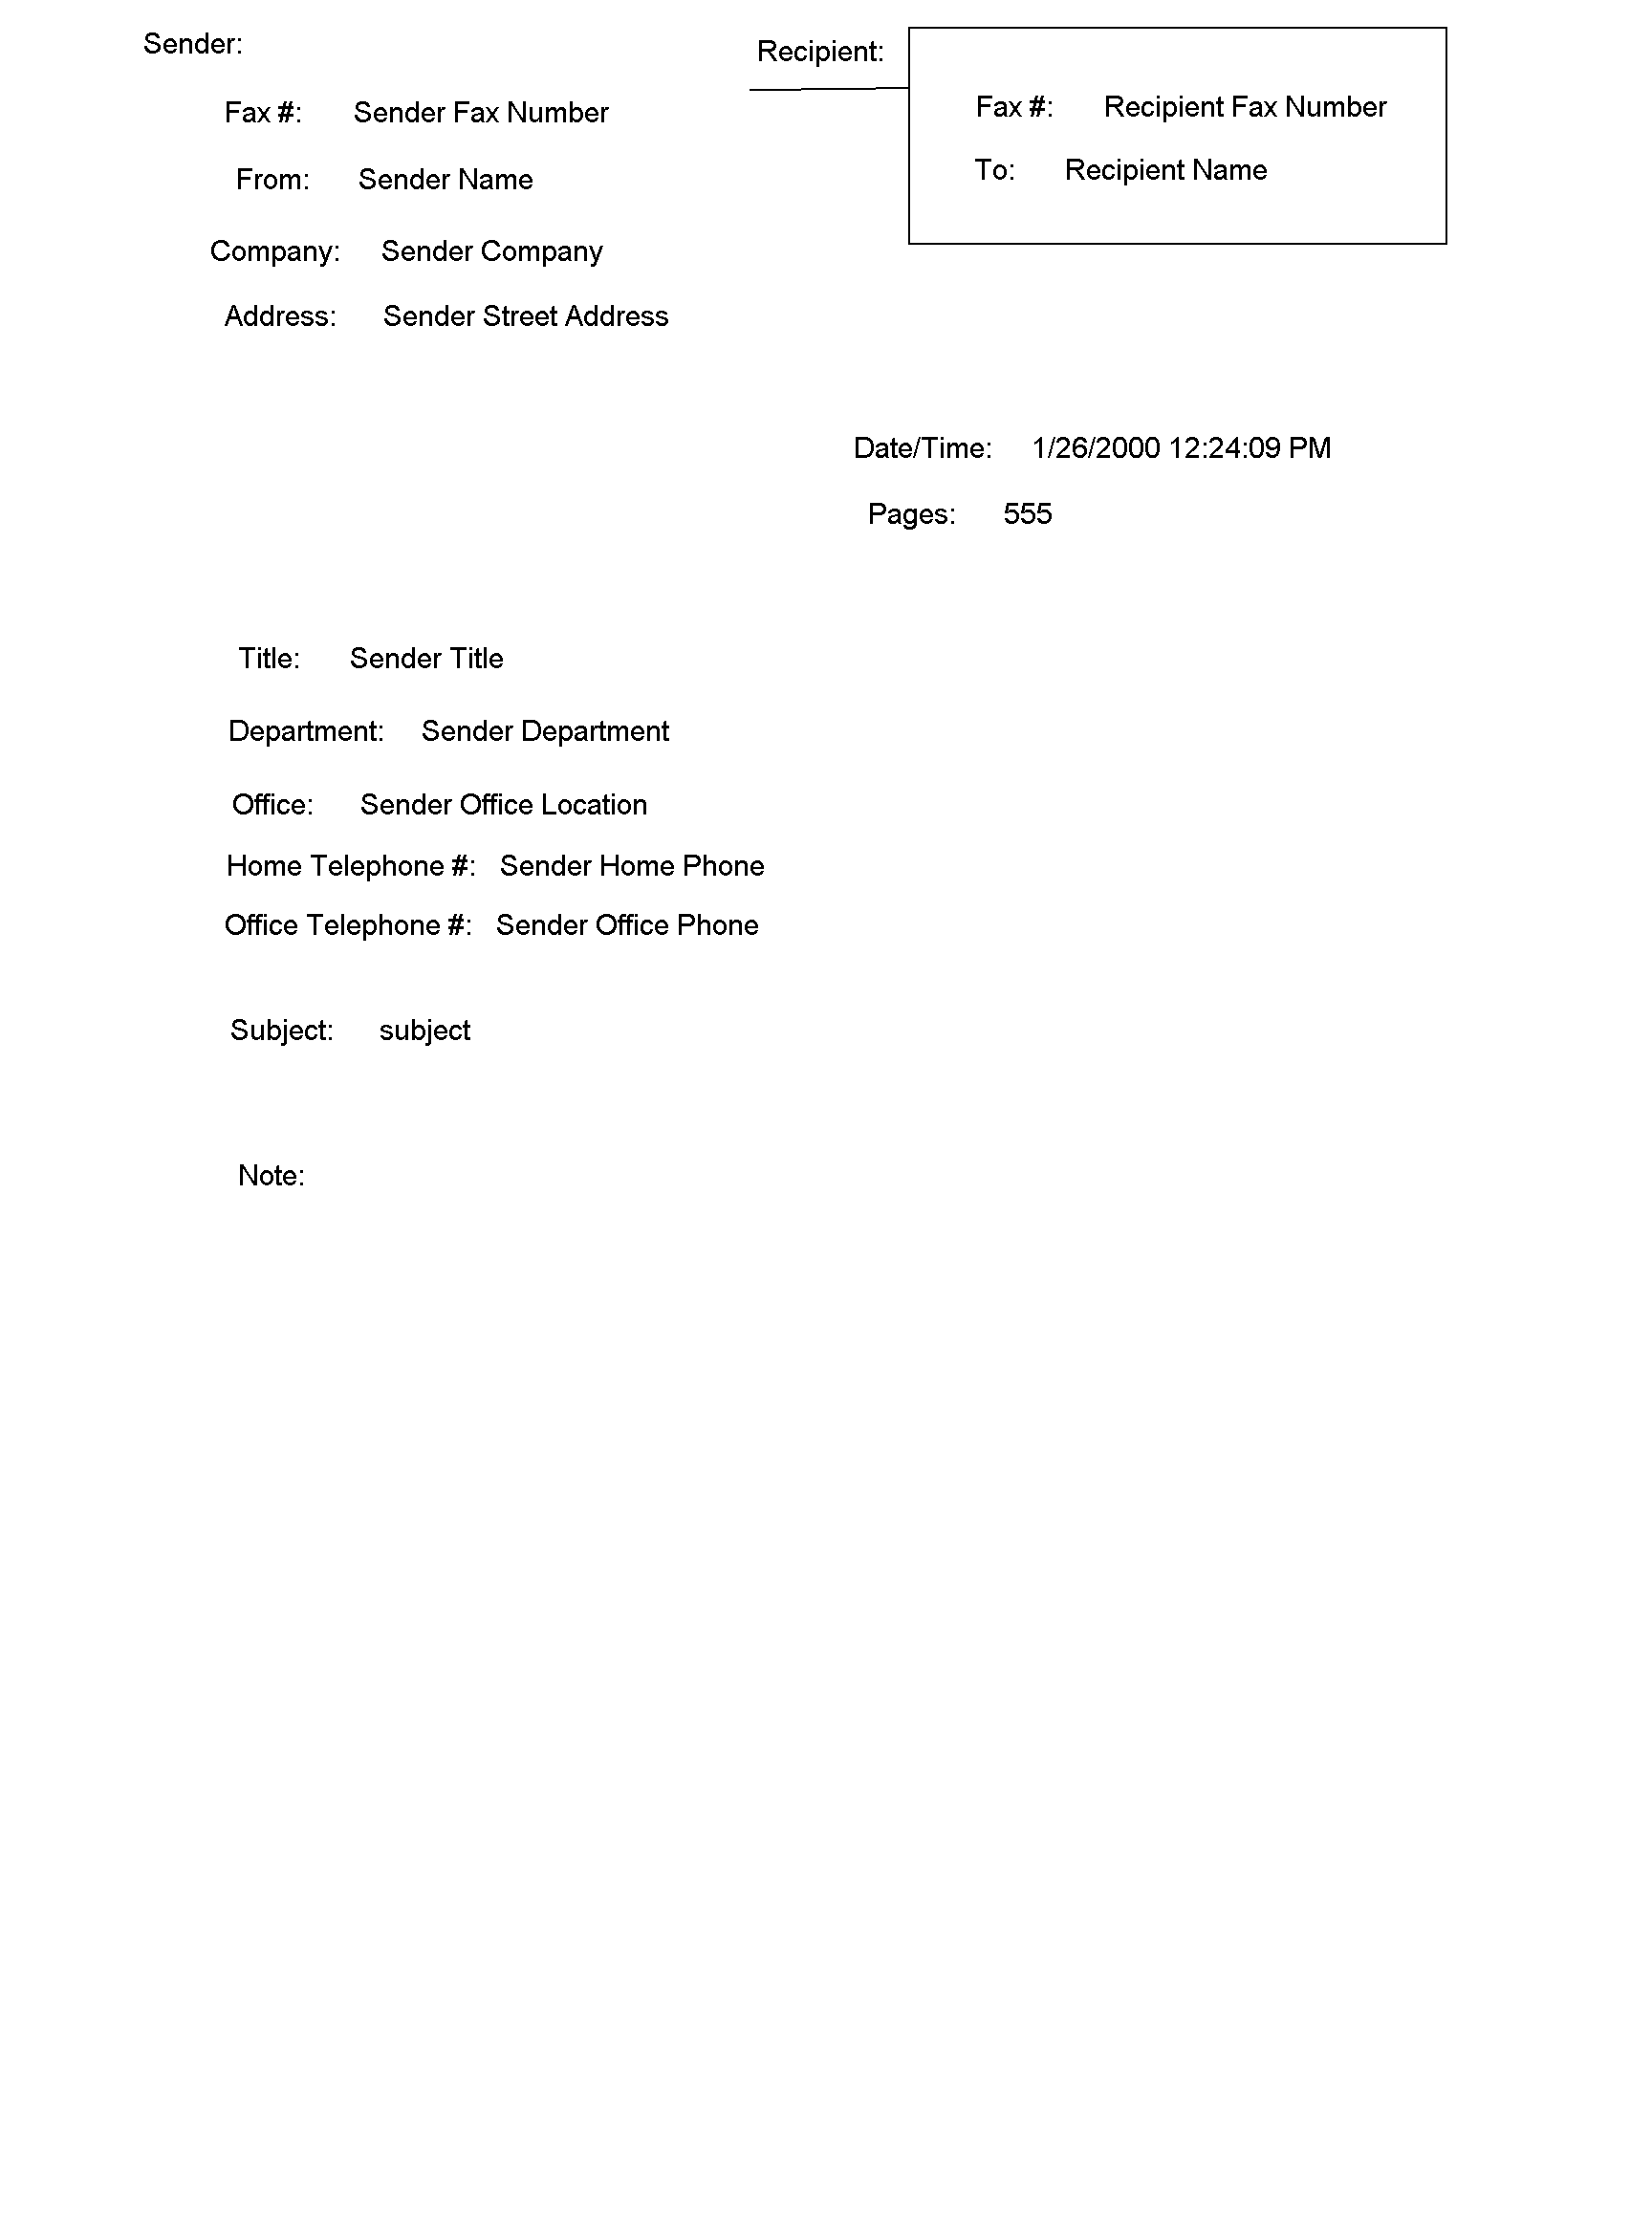 Sender:
Fax #: Sender Fax Number
From: Sender Name
Company: Sender Company
Address: Sender Street Address
Recipient:
Fax #: Recipient Fax Number
To: Recipient Name
Date/Time: 1/26/2000 12:24:09 PM
Pages: 555
Title: Sender Title
Department: Sender Department
Office: Sender Office Location
Home Telephone #: Sender Home Phone
Office Telephone #: Sender Office Phone
Subject: subject
Note: